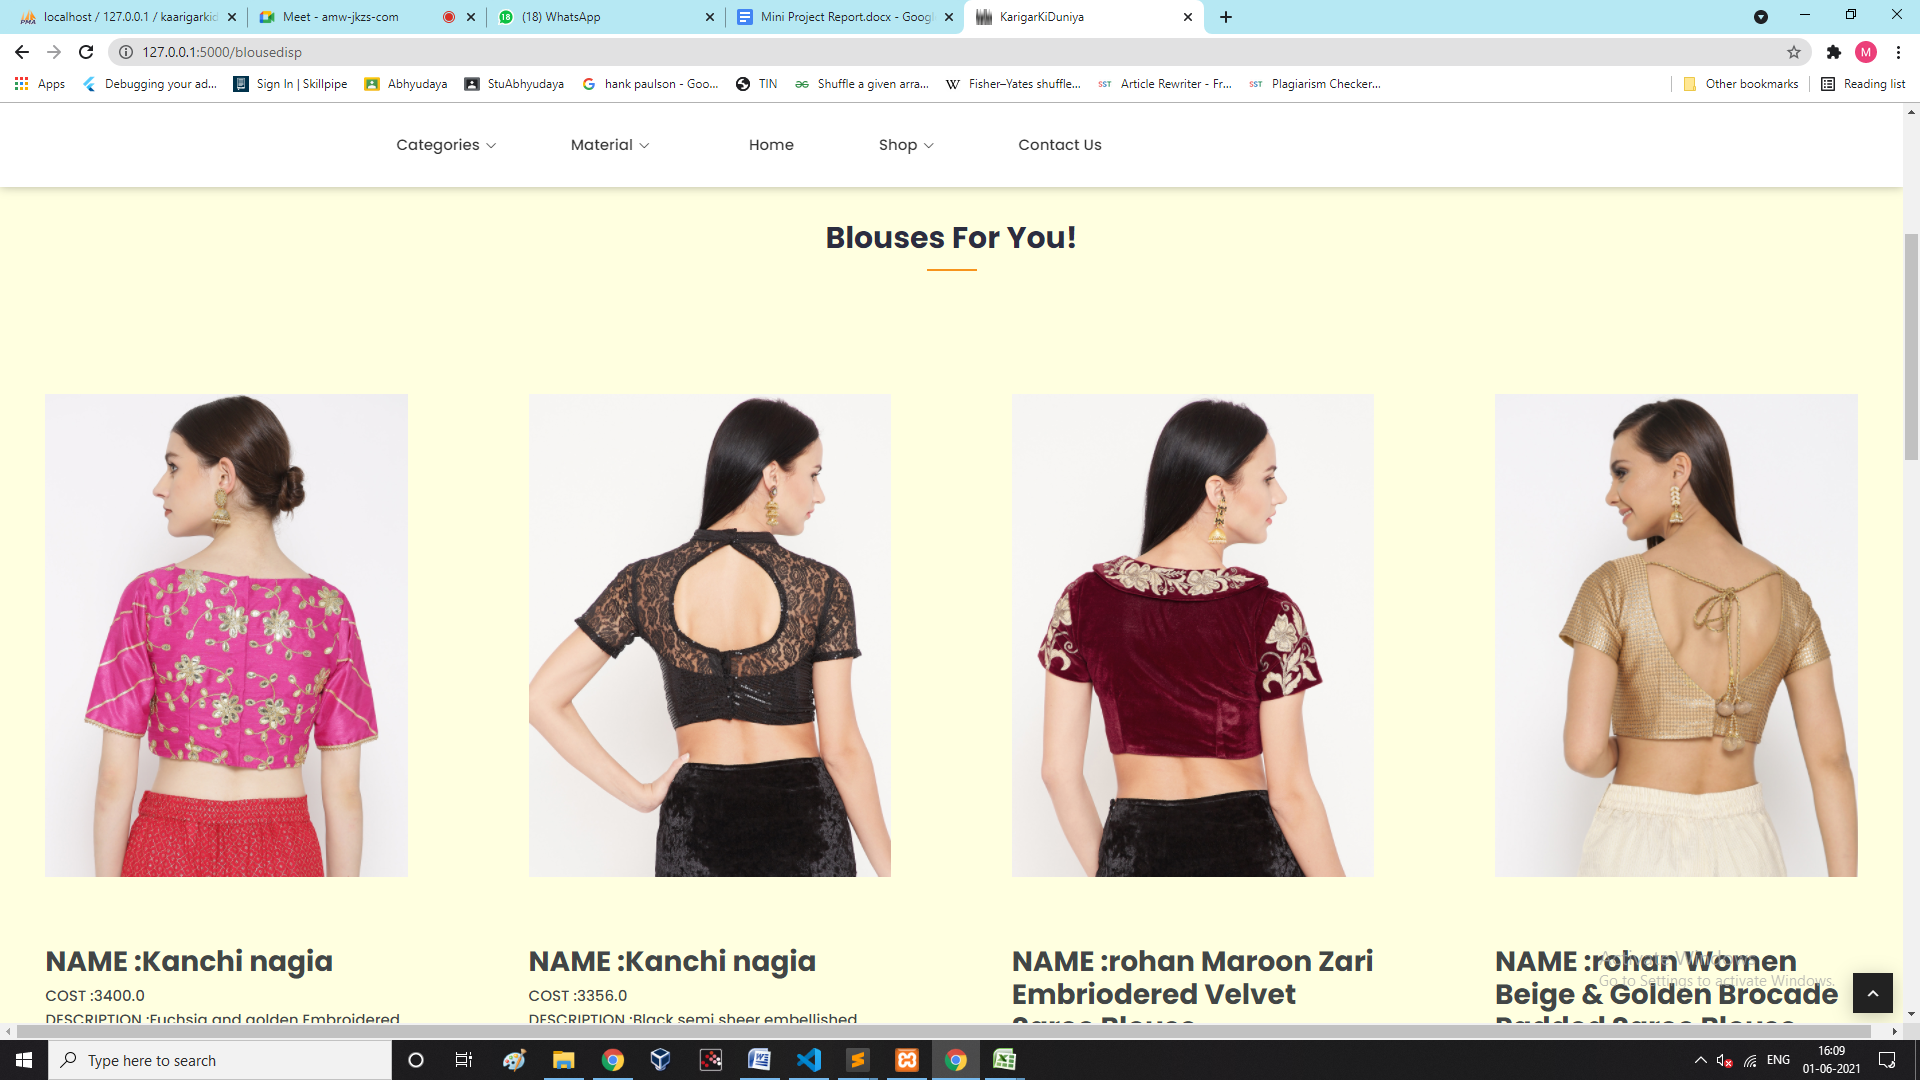 localhost / 127.0.0.1 / kaarigarkid
Meet - amw-jkzs-com
(18) WhatsApp
Mini Project Report.docx - Googl
KarigarKiDuniya
127.0.0.1:5000/blousedisp
M
Apps
Debugging your ad...
Sign In | Skillpipe
Abhyudaya
StuAbhyudaya
hank paulson - Goo...
TIN
Shuffle a given arra...
Fisher–Yates shuffle...
Article Rewriter - Fr...
Plagiarism Checker...
Other bookmarks
Reading list
Categories
Material
Home
Shop
Contact Us
Blouses For You!
NAME :Kanchi nagia
COST :3400.0
DESCRIPTION :Fuchsia and golden Embroidered
NAME :Kanchi nagia
COST :3356.0
DESCRIPTION :Black semi sheer embellished
NAME :rohan Maroon Zari
Embriodered Velvet
Saree Blouse
NAME :rohan Women
Beige & Golden Brocade
Padded Saree Blouse
Activate Windows
Go to Settings to activate Windows.
Type here to search
ENG
16:09
01-06-2021